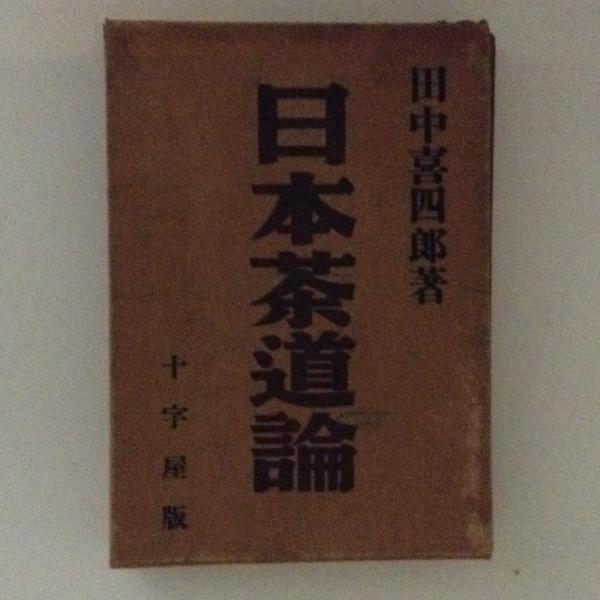 田中喜四郎著
日本茶道論
十字屋版